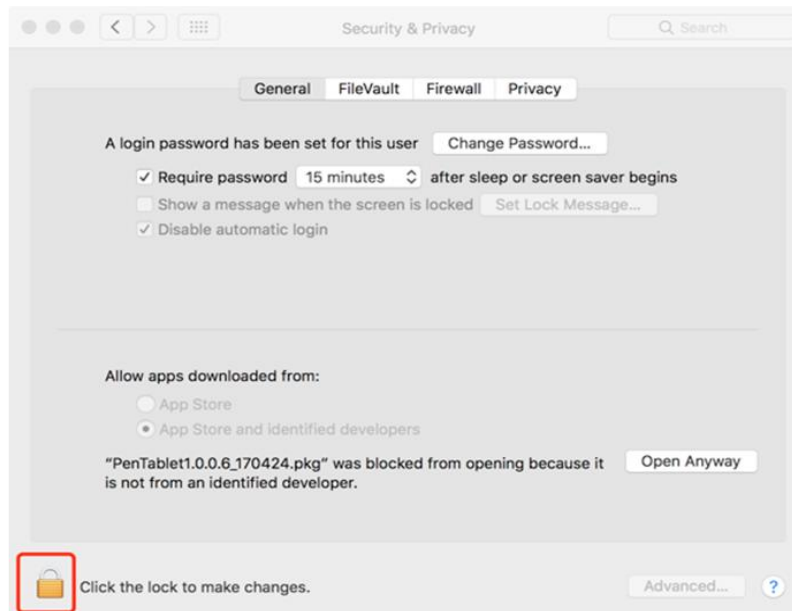 Security & Privacy
Search
General FileVault Firewall Privacy
A login password has been set for this user Change Password...
Require password 15 minutes after sleep or screen saver begins
Show a message when the screen is locked Set Lock Message...
Disable automatic login
Allow apps downloaded from:
App Store
App Store and identified developers
"PenTablet1.0.0.6_170424.pkg" was blocked from opening because it Open Anyway
is not from an identified developer.
Click the lock to make changes. Advanced... ?